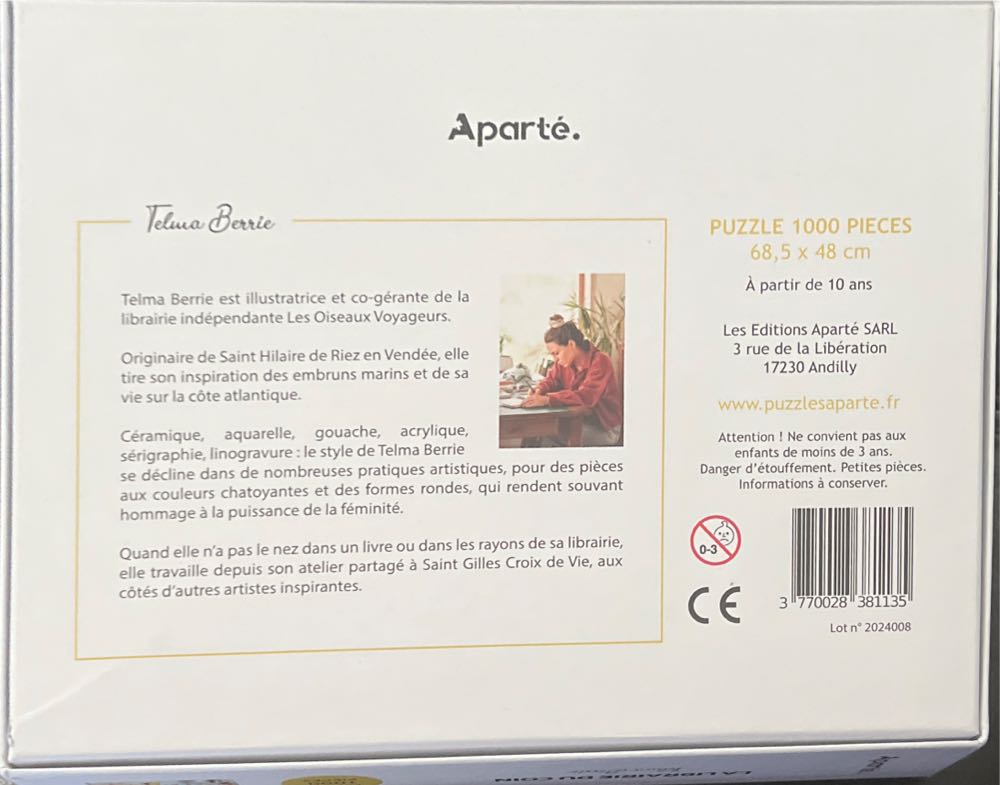 Aparté.
Telma Berrie
Telma Berrie est illustratrice et co-gérante de la
librairie indépendante Les Oiseaux Voyageurs.
Originaire de Saint Hilaire de Riez en Vendée, elle
tire son inspiration des embruns marins et de sa
vie sur la côte atlantique.
Céramique, aquarelle, gouache, acrylique,
sérigraphie, linogravure : le style de Telma Berrie
se décline dans de nombreuses pratiques artistiques, pour des pièces
aux couleurs chatoyantes et des formes rondes, qui rendent souvent
hommage à la puissance de la féminité.
Quand elle n'a pas le nez dans un livre ou dans les rayons de sa librairie,
elle travaille depuis son atelier partagé à Saint Gilles Croix de Vie, aux
côtés d'autres artistes inspirantes.
PUZZLE 1000 PIECES
68,5 x 48 cm
À partir de 10 ans
Les Editions Aparté SARL
3 rue de la Libération
17230 Andilly
www.puzzlesaparte.fr
Attention ! Ne convient pas aux
enfants de moins de 3 ans.
Danger d'étouffement. Petites pièces.
Informations à conserver.
0-3
CE
3 770028 381135
Lot n° 2024008
LA LIBRAIRIE DU COIN
Telma Berrie
Aparté.